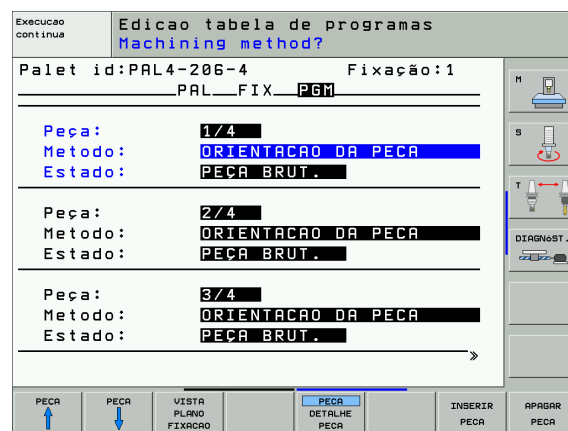 Execucao
continua
Edicao tabela de programas
Machining method?
Palet id:PAL4-206-4 Fixação:1
PAL FIX PGM
Peça: 1/4
Metodo: ORIENTACAO DA PECA
Estado: PEÇA BRUT.
Peça: 2/4
Metodo: ORIENTACAO DA PECA
Estado: PEÇA BRUT.
Peça: 3/4
Metodo: ORIENTACAO DA PECA
Estado: PEÇA BRUT.
»
M
S
T
DIAGNÓST.
PECA
PECA
VISTA
PLANO
FIXACAO
PECA
DETALHE
PECA
INSERIR
PECA
APAGAR
PECA